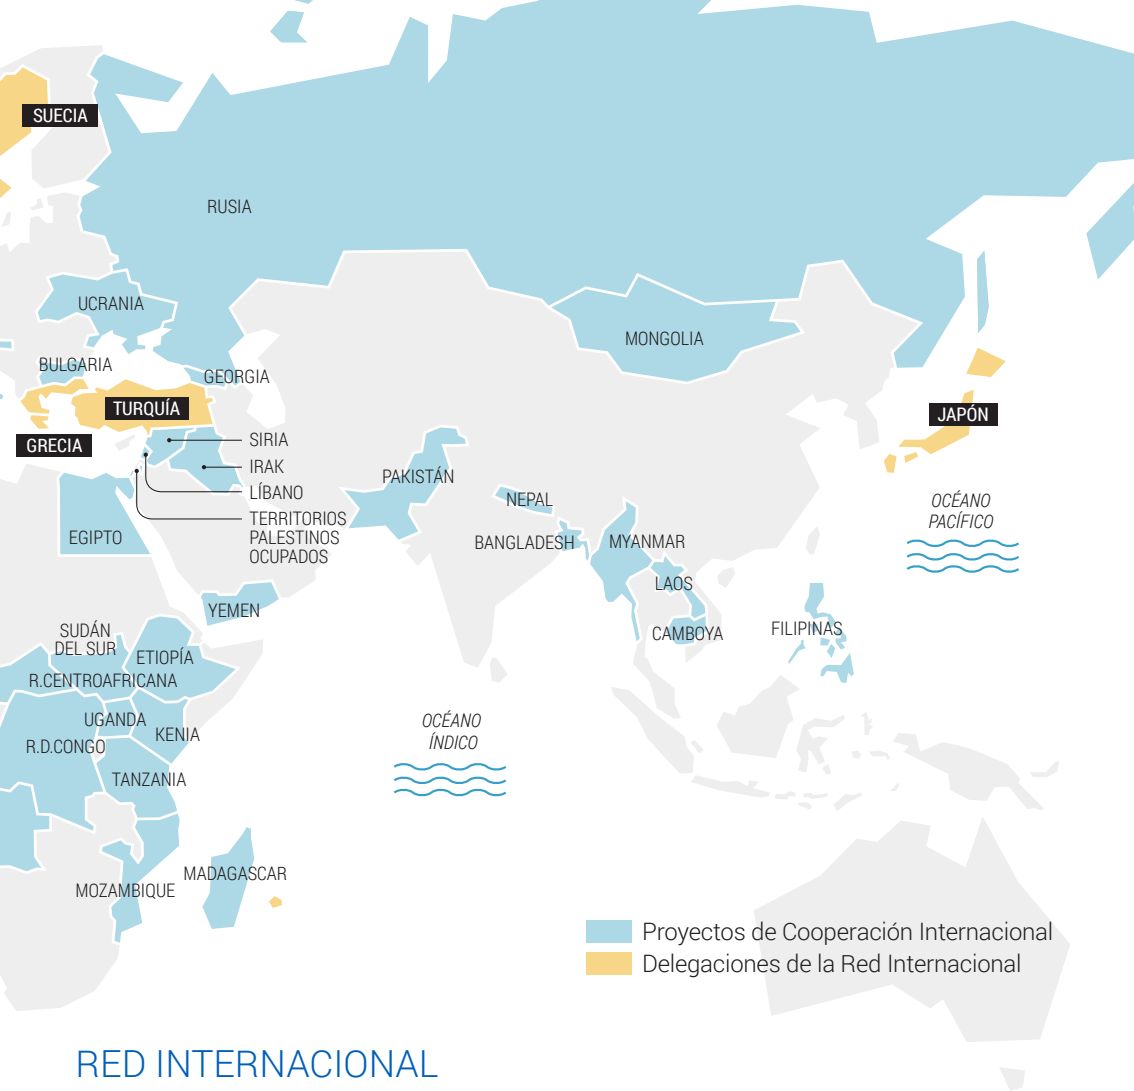 SUECIA
RUSIA
UCRANIA
MONGOLIA
BULGARIA
GEORGIA
TURQUÍA
JAPÓN
GRECIA
SIRIA
IRAK
LÍBANO
TERRITORIOS
PALESTINOS
OCUPADOS
PAKISTÁN
NEPAL
OCÉANO
PACÍFICO
EGIPTO
BANGLADESH
MYANMAR
LAOS
YEMEN
CAMBOYA
FILIPINAS
SUDÁN
DEL SUR
ETIOPÍA
R.CENTROAFRICANA
UGANDA
KENIA
R.D.CONGO
OCÉANO
ÍNDICO
TANZANIA
MADAGASCAR
MOZAMBIQUE
Proyectos de Cooperación Internacional
Delegaciones de la Red Internacional
RED INTERNACIONAL